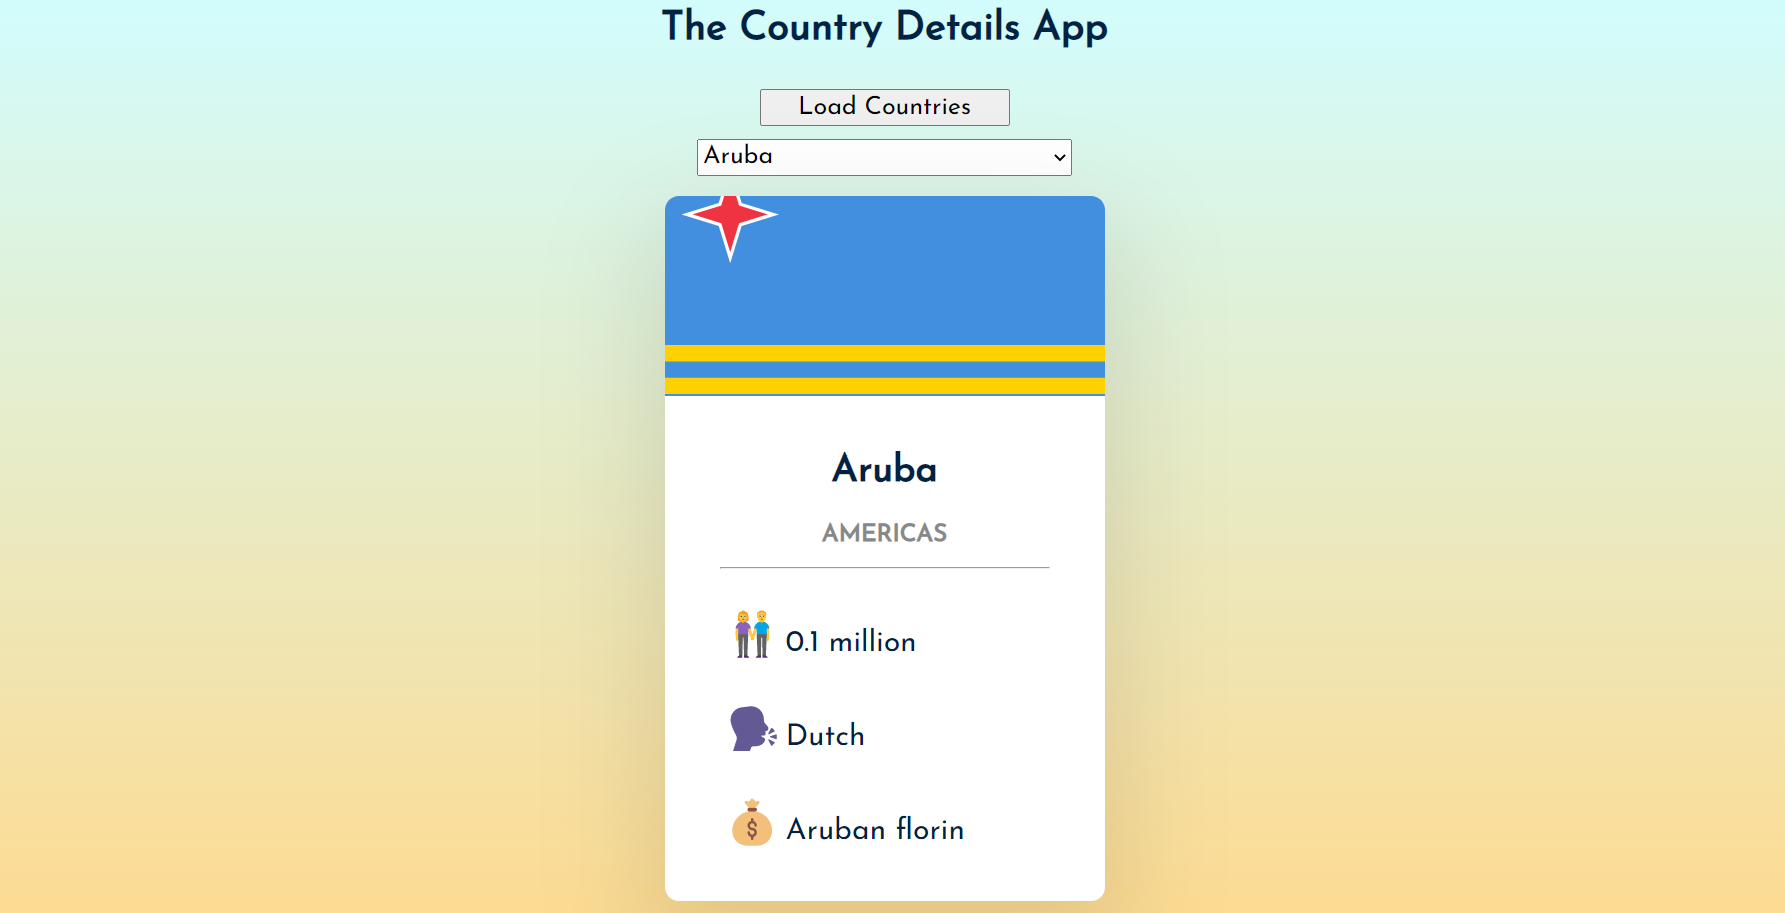 The Country Details App
Load Countries
Aruba
Aruba
AMERICAS
0.1 million
Dutch
$ Aruban florin